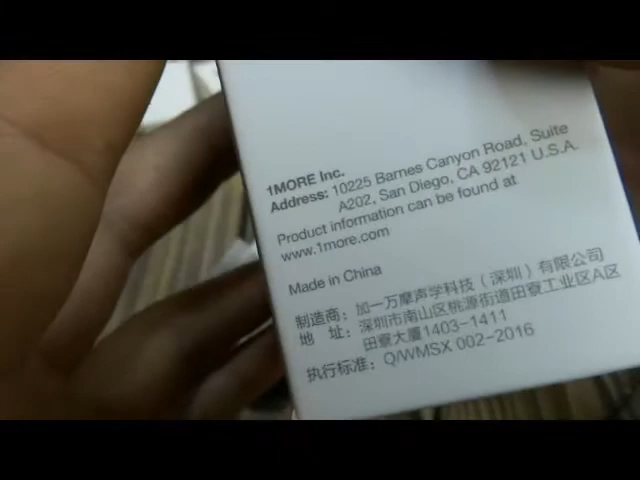 1MORE Inc.
Address: 10225 Barnes Canyon Road, Suite
A202, San Diego, CA 92121 U.S.A.
Product information can be found at
www.1more.com
Made in China
制造商：加一万摩声学科技（深圳）有限公司
地 址：深圳市南山区桃源街道田寮工业区A区
田寮大厦1403-1411
执行标准：Q/WMSX 002-2016